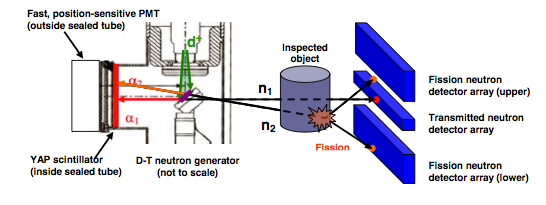 Fast, position-sensitive PMT
(outside sealed tube)
d+
Inspected
object
α2
n1
α1
n2
Fission neutron
detector array (upper)
Transmitted neutron
detector array
Fission
YAP scintillator
(inside sealed tube)
D-T neutron generator
(not to scale)
Fission neutron
detector array (lower)